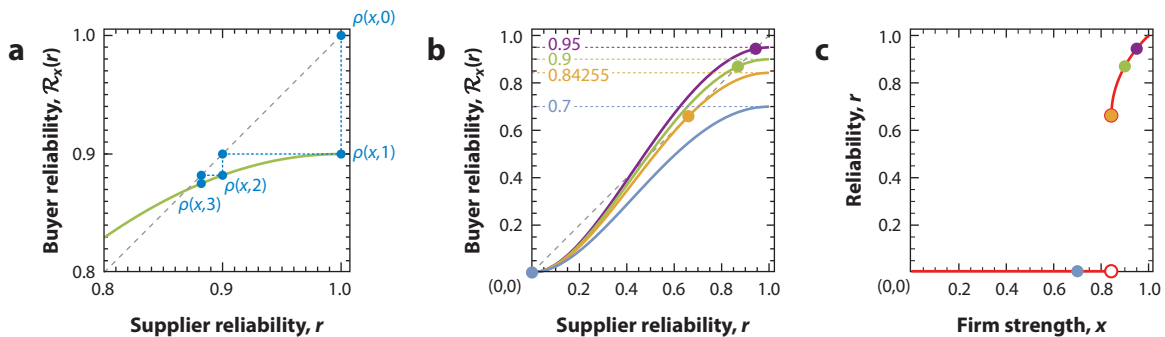 a
Buyer reliability, ℛₓ(r)
1.0
0.9
0.8
0.8
0.9
1.0
Supplier reliability, r
ρ(x,0)
ρ(x,1)
ρ(x,2)
ρ(x,3)
b
Buyer reliability, ℛₓ(r)
1.0
0.8
0.6
0.4
0.2
(0,0)
0.2
0.4
0.6
0.8
1.0
Supplier reliability, r
0.95
0.9
0.84255
0.7
c
Reliability, r
1.0
0.8
0.6
0.4
0.2
(0,0)
0.2
0.4
0.6
0.8
1.0
Firm strength, x